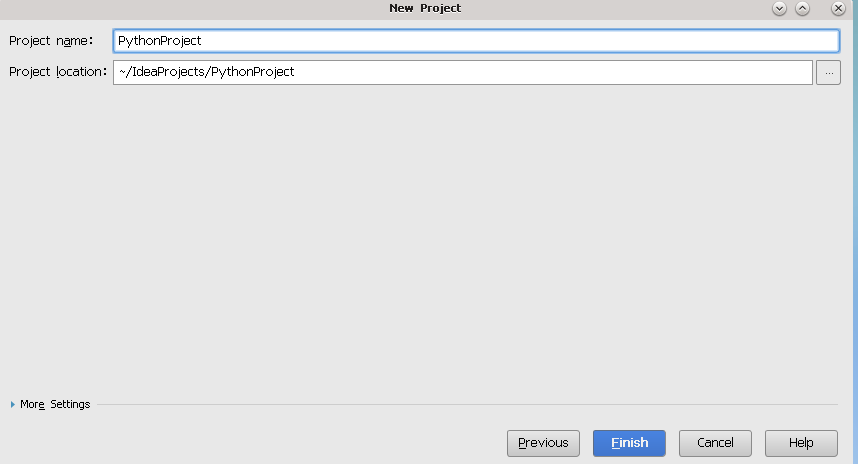 New Project
Project name: PythonProject
Project location: ~/IdeaProjects/PythonProject ...
More Settings
Previous Finish Cancel Help